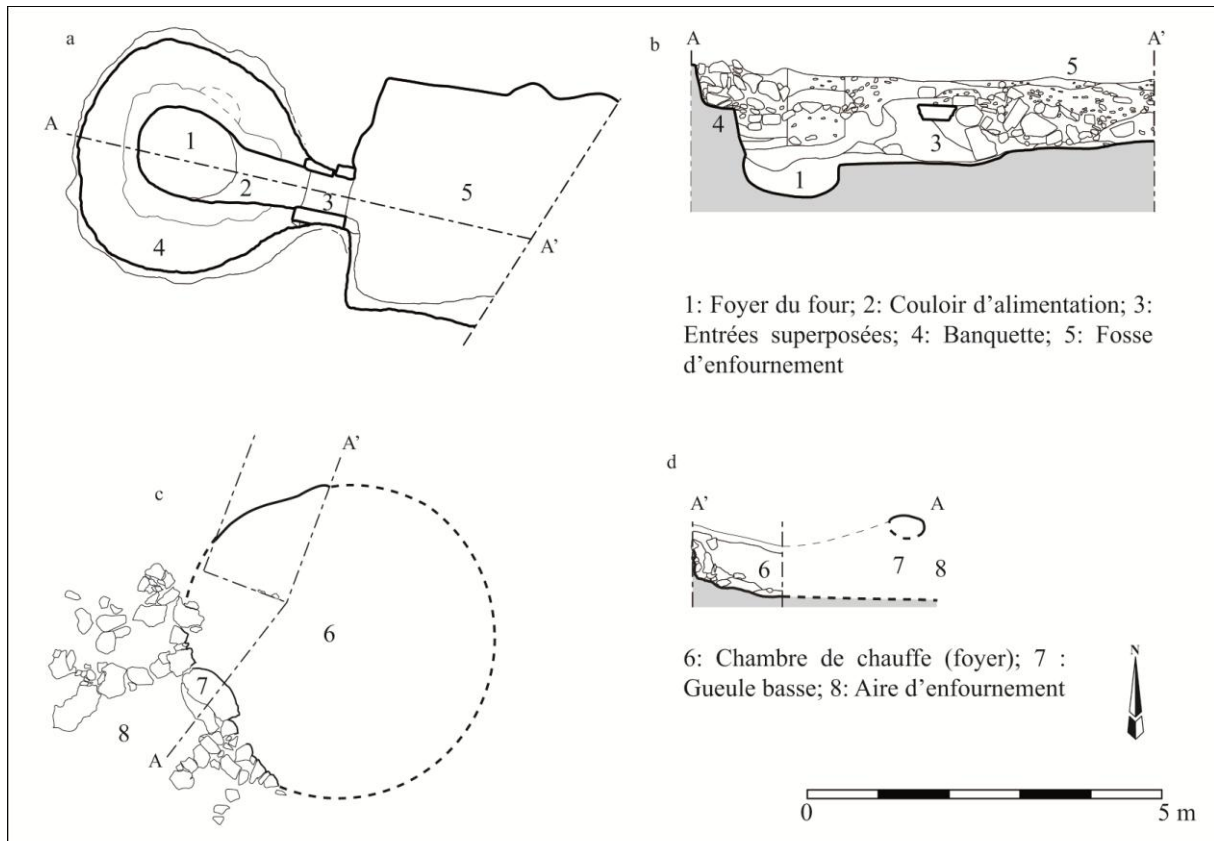 a
A
1
2
3
4
5
A'
b
A
A'
5
4
3
1
1: Foyer du four; 2: Couloir d'alimentation; 3:
Entrées superposées; 4: Banquette; 5: Fosse
d'enfournement
c
A'
6
7
8
A
d
A'
A
6
7
8
6: Chambre de chauffe (foyer); 7 :
Gueule basse; 8: Aire d'enfournement
N
0
5 m